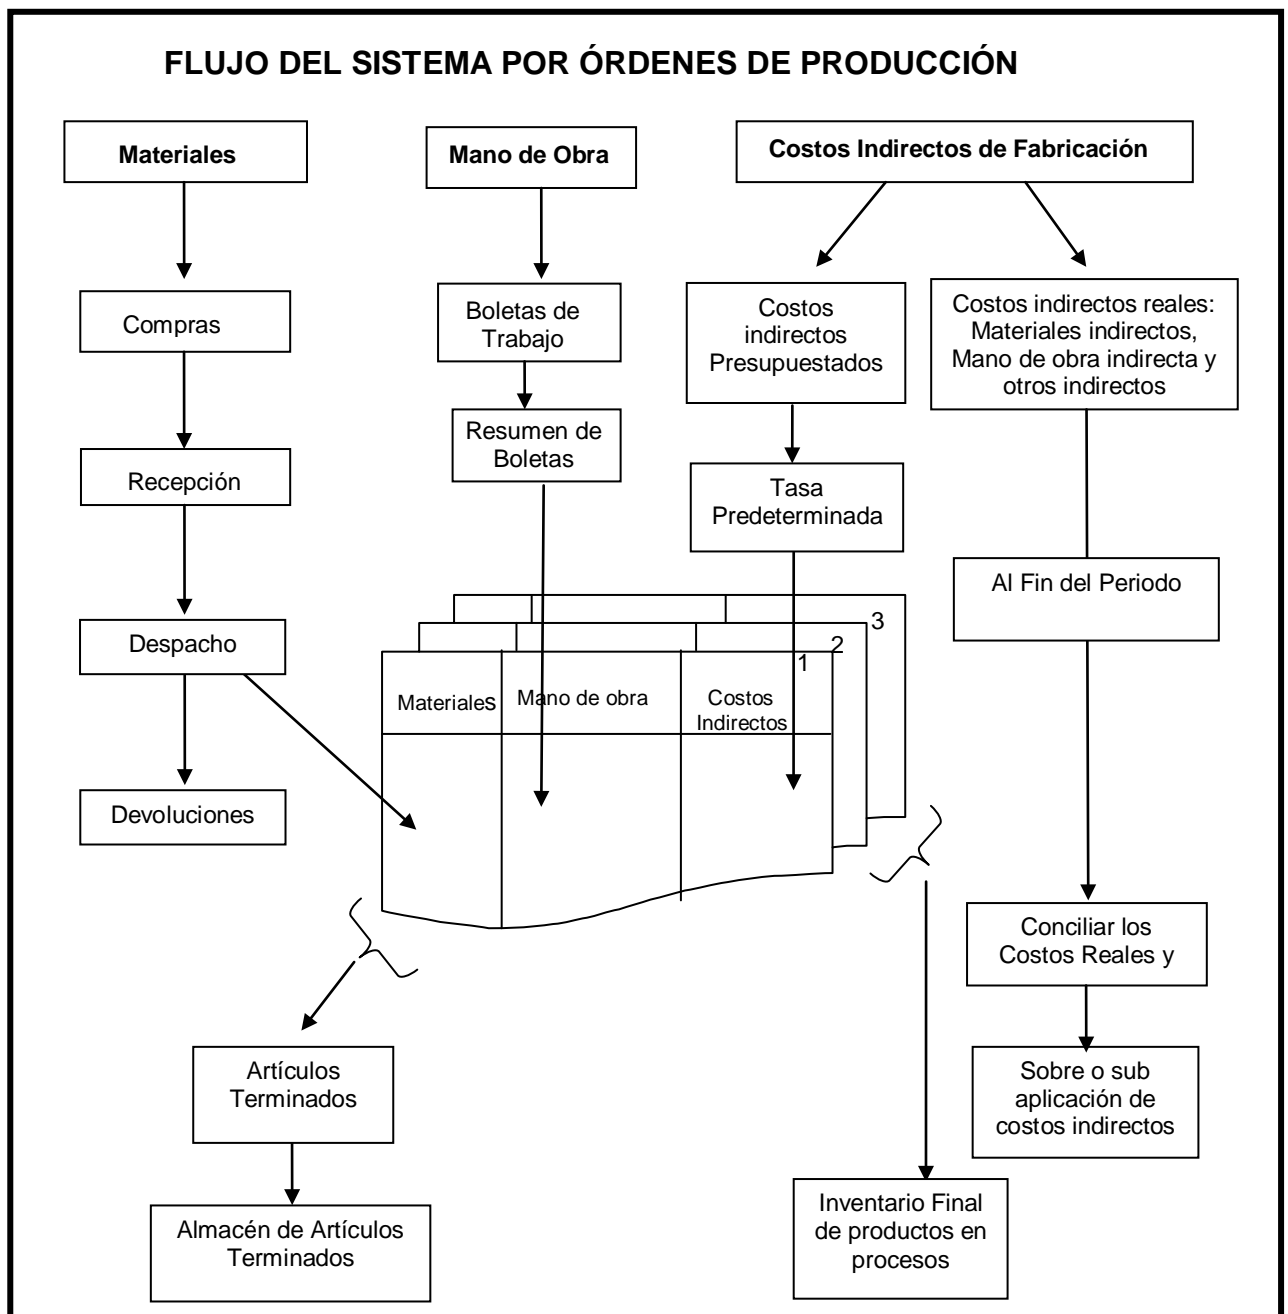 FLUJO DEL SISTEMA POR ÓRDENES DE PRODUCCIÓN
Materiales
Mano de Obra
Costos Indirectos de Fabricación
Compras
Boletas de
Trabajo
Costos
indirectos
Presupuestados
Costos indirectos reales:
Materiales indirectos,
Mano de obra indirecta y
otros indirectos
Recepción
Resumen de
Boletas
Tasa
Predeterminada
Al Fin del Periodo
Despacho
3
2
1
Materiales
Mano de obra
Costos
Indirectos
Devoluciones
Conciliar los
Costos Reales y
Artículos
Terminados
Sobre o sub
aplicación de
costos indirectos
Almacén de Artículos
Terminados
Inventario Final
de productos en
procesos